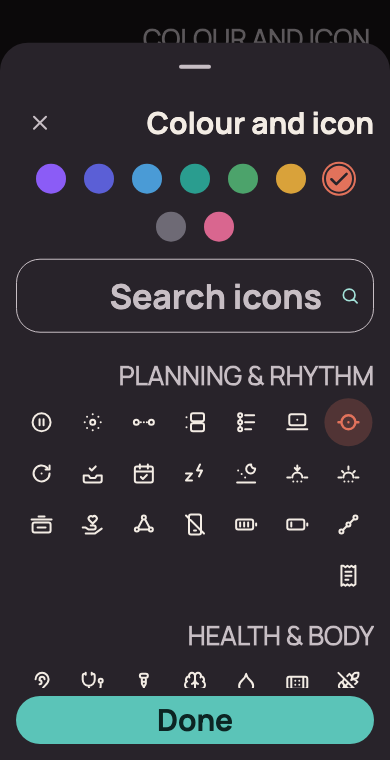 COLOUR AND ICON
Colour and icon
Search icons
PLANNING & RHYTHM
HEALTH & BODY
Done